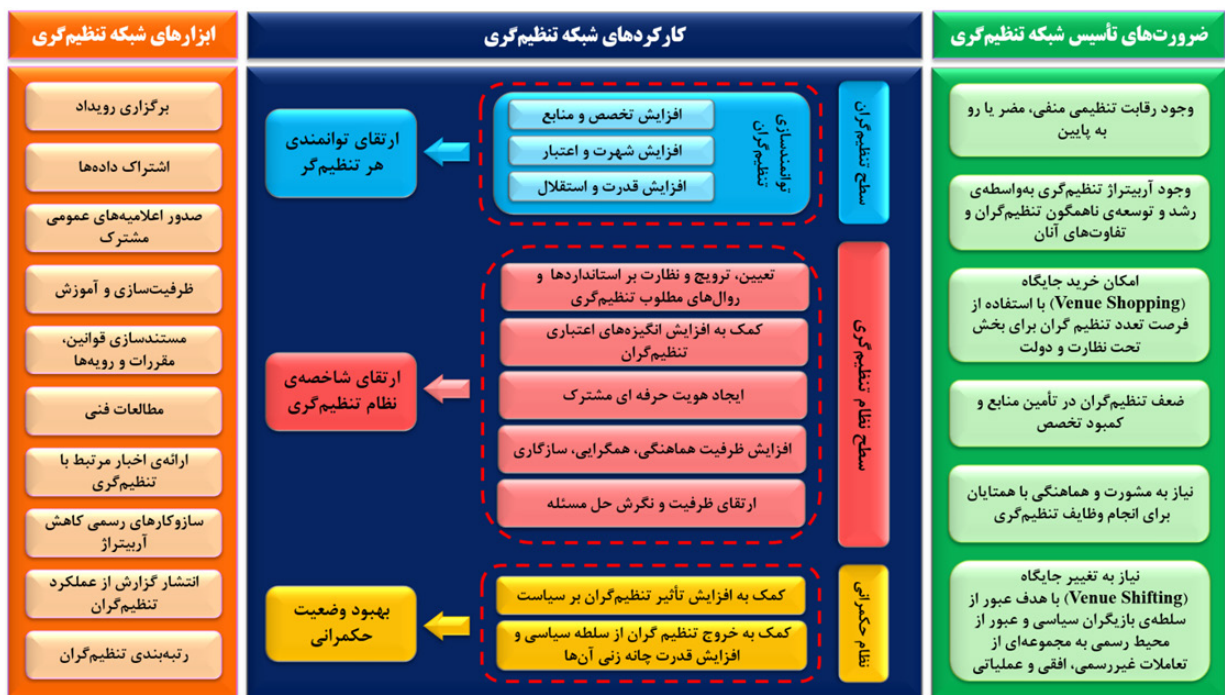 ضرورت‌های تأسیس شبکه تنظیم‌گری
وجود رقابت تنظیمی منفی، مضر یا رو
به پایین
وجود آربیتراژ تنظیم‌گری به‌واسطه‌ی
رشد و توسعه‌ی ناهمگون تنظیم‌گران و
تفاوت‌های آنان
امکان خرید جایگاه
(Venue Shopping) با استفاده از
فرصت تعدد تنظیم گران برای بخش
تحت نظارت و دولت
ضعف تنظیم‌گران در تأمین منابع و
کمبود تخصص
نیاز به مشورت و هماهنگی با همتایان
برای انجام وظایف تنظیم‌گری
نیاز به تغییر جایگاه
(Venue Shifting) با هدف عبور از
سلطه‌ی بازیگران سیاسی و عبور از
محیط رسمی به مجموعه‌ای از
تعاملات غیررسمی، افقی و عملیاتی
کارکردهای شبکه تنظیم‌گری
سطح تنظیم‌گران
توانمندسازی
تنظیم‌گران
افزایش تخصص و منابع
افزایش شهرت و اعتبار
افزایش قدرت و استقلال
ارتقای توانمندی
هر تنظیم‌گر
سطح نظام تنظیم‌گری
تعیین، ترویج و نظارت بر استانداردها و
روال‌های مطلوب تنظیم‌گری
کمک به افزایش انگیزه‌های اعتباری
تنظیم‌گران
ایجاد هویت حرفه ای مشترک
افزایش ظرفیت هماهنگی، همگرایی، سازگاری
ارتقای ظرفیت و نگرش حل مسئله
ارتقای شاخصه‌ی
نظام تنظیم‌گری
نظام حکمرانی
کمک به افزایش تأثیر تنظیم‌گران بر سیاست
کمک به خروج تنظیم گران از سلطه سیاسی و
افزایش قدرت چانه زنی آن‌ها
بهبود وضعیت
حکمرانی
ابزارهای شبکه تنظیم‌گری
برگزاری رویداد
اشتراک داده‌ها
صدور اعلامیه‌های عمومی
مشترک
ظرفیت‌سازی و آموزش
مستندسازی قوانین،
مقررات و رویه‌ها
مطالعات فنی
ارائه‌ی اخبار مرتبط با
تنظیم‌گری
سازوکارهای رسمی کاهش
آربیتراژ
انتشار گزارش از عملکرد
تنظیم‌گران
رتبه‌بندی تنظیم‌گران